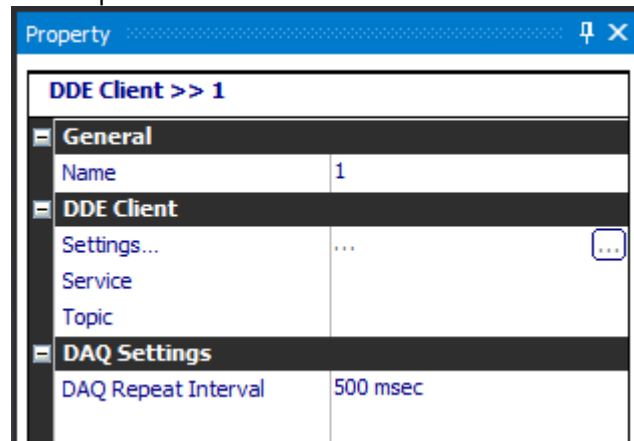 Property
DDE Client >> 1
General
Name 1
DDE Client
Settings... ... ...
Service
Topic
DAQ Settings
DAQ Repeat Interval 500 msec